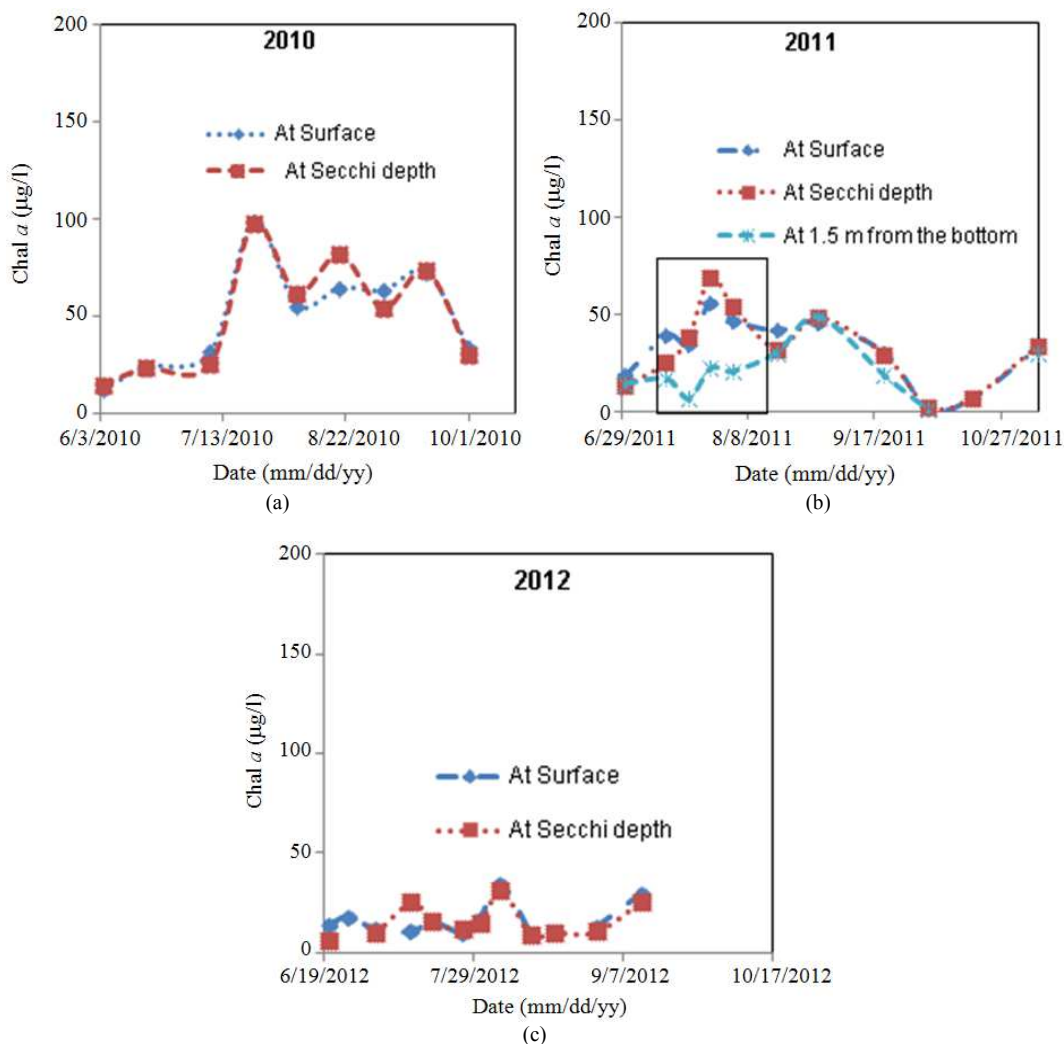 2010
200
150
100
50
0
Chal a (µg/l)
At Surface
At Secchi depth
6/3/2010 7/13/2010 8/22/2010 10/1/2010
Date (mm/dd/yy)
(a)
2011
200
150
100
50
0
Chal a (µg/l)
At Surface
At Secchi depth
At 1.5 m from the bottom
6/29/2011 8/8/2011 9/17/2011 10/27/2011
Date (mm/dd/yy)
(b)
2012
200
150
100
50
0
Chal a (µg/l)
At Surface
At Secchi depth
6/19/2012 7/29/2012 9/7/2012 10/17/2012
Date (mm/dd/yy)
(c)